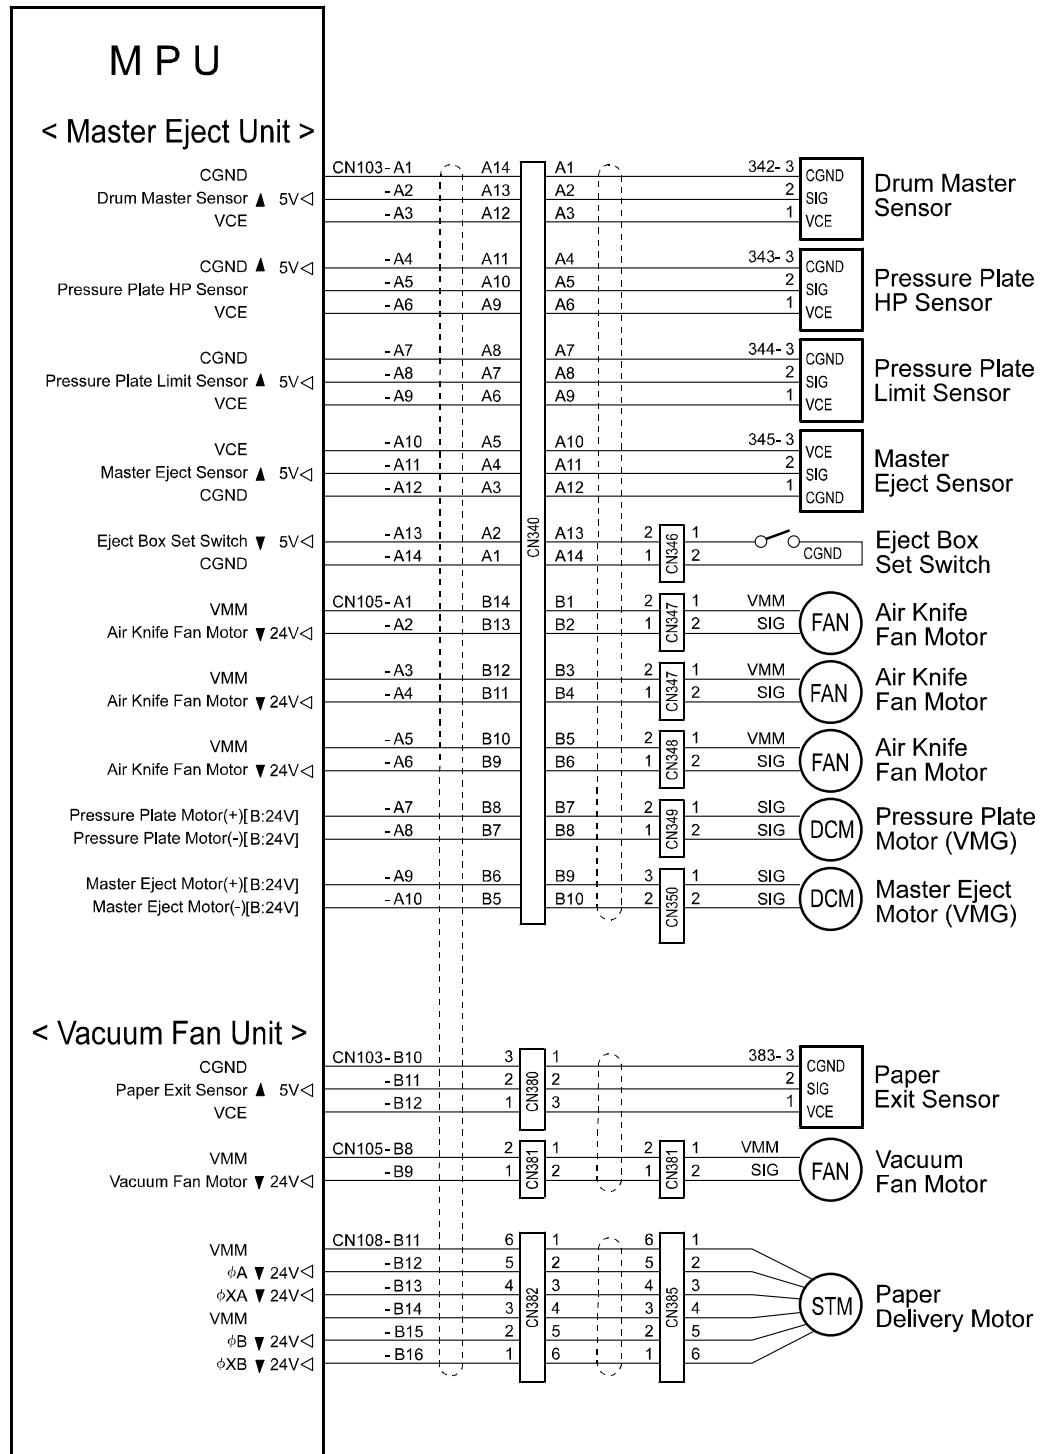 MPU
< Master Eject Unit >
CGND CN103-A1 A14 A1 342-3 CGND
Drum Master Sensor ▲ 5V◁ -A2 A13 A2 2 SIG
VCE -A3 A12 A3 1 VCE
Drum Master
Sensor
CGND ▲ 5V◁ -A4 A11 A4 343-3 CGND
Pressure Plate HP Sensor -A5 A10 A5 2 SIG
VCE -A6 A9 A6 1 VCE
Pressure Plate
HP Sensor
CGND -A7 A8 A7 344-3 CGND
Pressure Plate Limit Sensor ▲ 5V◁ -A8 A7 A8 2 SIG
VCE -A9 A6 A9 1 VCE
Pressure Plate
Limit Sensor
VCE -A10 A5 A10 345-3 VCE
Master Eject Sensor ▲ 5V◁ -A11 A4 A11 2 SIG
CGND -A12 A3 A12 1 CGND
Master
Eject Sensor
CN340
Eject Box Set Switch ▼ 5V◁ -A13 A2 A13 2 1
CGND -A14 A1 A14 1 2 CGND
CN346
Eject Box
Set Switch
VMM CN105-A1 B14 B1 2 1 VMM
Air Knife Fan Motor ▼ 24V◁ -A2 B13 B2 1 2 SIG
CN347
FAN
Air Knife
Fan Motor
VMM -A3 B12 B3 2 1 VMM
Air Knife Fan Motor ▼ 24V◁ -A4 B11 B4 1 2 SIG
CN347
FAN
Air Knife
Fan Motor
VMM -A5 B10 B5 2 1 VMM
Air Knife Fan Motor ▼ 24V◁ -A6 B9 B6 1 2 SIG
CN348
FAN
Air Knife
Fan Motor
Pressure Plate Motor(+)[B:24V] -A7 B8 B7 2 1 SIG
Pressure Plate Motor(-)[B:24V] -A8 B7 B8 1 2 SIG
CN349
DCM
Pressure Plate
Motor (VMG)
Master Eject Motor(+)[B:24V] -A9 B6 B9 3 1 SIG
Master Eject Motor(-)[B:24V] -A10 B5 B10 2 2 SIG
CN350
DCM
Master Eject
Motor (VMG)
< Vacuum Fan Unit >
CGND CN103-B10 3 1 383-3 CGND
Paper Exit Sensor ▲ 5V◁ -B11 2 2 2 SIG
VCE -B12 1 3 1 VCE
CN380
Paper
Exit Sensor
VMM CN105-B8 2 1 2 1 VMM
Vacuum Fan Motor ▼ 24V◁ -B9 1 2 1 2 SIG
CN381
CN381
FAN
Vacuum
Fan Motor
VMM CN108-B11 6 1 6 1
ϕA ▼ 24V◁ -B12 5 2 5 2
ϕXA ▼ 24V◁ -B13 4 3 4 3
VMM -B14 3 4 3 4
ϕB ▼ 24V◁ -B15 2 5 2 5
ϕXB ▼ 24V◁ -B16 1 6 1 6
CN382
CN385
STM
Paper
Delivery Motor